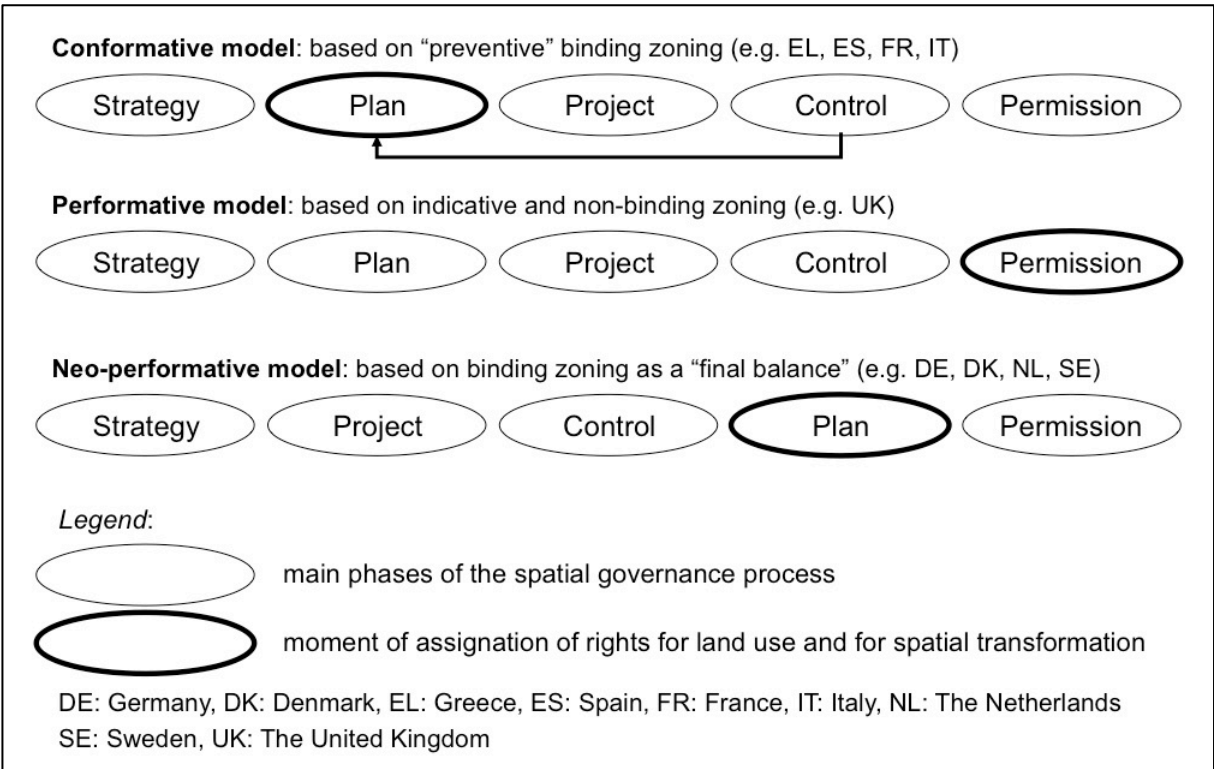 Conformative model: based on “preventive” binding zoning (e.g. EL, ES, FR, IT)
Strategy Plan Project Control Permission
Performative model: based on indicative and non-binding zoning (e.g. UK)
Strategy Plan Project Control Permission
Neo-performative model: based on binding zoning as a “final balance” (e.g. DE, DK, NL, SE)
Strategy Project Control Plan Permission
Legend:
main phases of the spatial governance process
moment of assignation of rights for land use and for spatial transformation
DE: Germany, DK: Denmark, EL: Greece, ES: Spain, FR: France, IT: Italy, NL: The Netherlands
SE: Sweden, UK: The United Kingdom